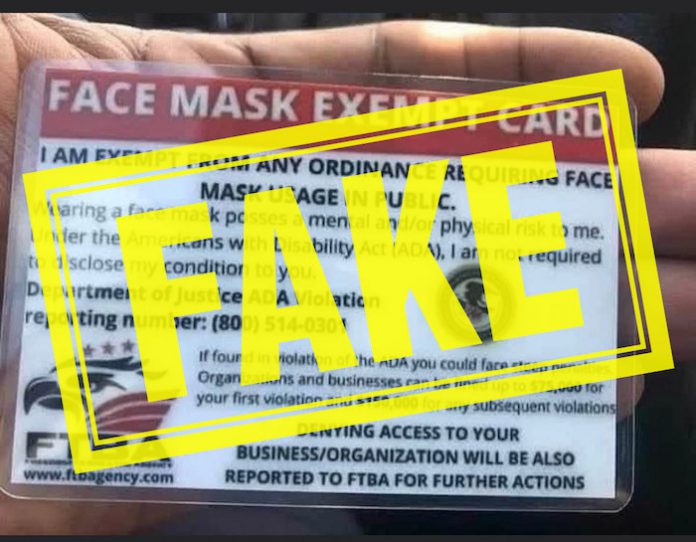 FACE MASK EXEMPT CARD
I AM EXEMPT FROM ANY ORDINANCE REQUIRING FACE
MASK USAGE IN PUBLIC.
Wearing a face mask posses a mental and/or physical risk to me.
Under the Americans with Disability Act (ADA), I am not required
to disclose my condition to you.
Department of Justice ADA Violation
reporting number: (800) 514-0301
FAKE
If found in violation of the ADA you could face steep penalties.
Organizations and businesses can be fined up to $75,000 for
your first violation and $150,000 for any subsequent violations
DENYING ACCESS TO YOUR
BUSINESS/ORGANIZATION WILL BE ALSO
REPORTED TO FTBA FOR FURTHER ACTIONS
FTBA
www.ftbagency.com